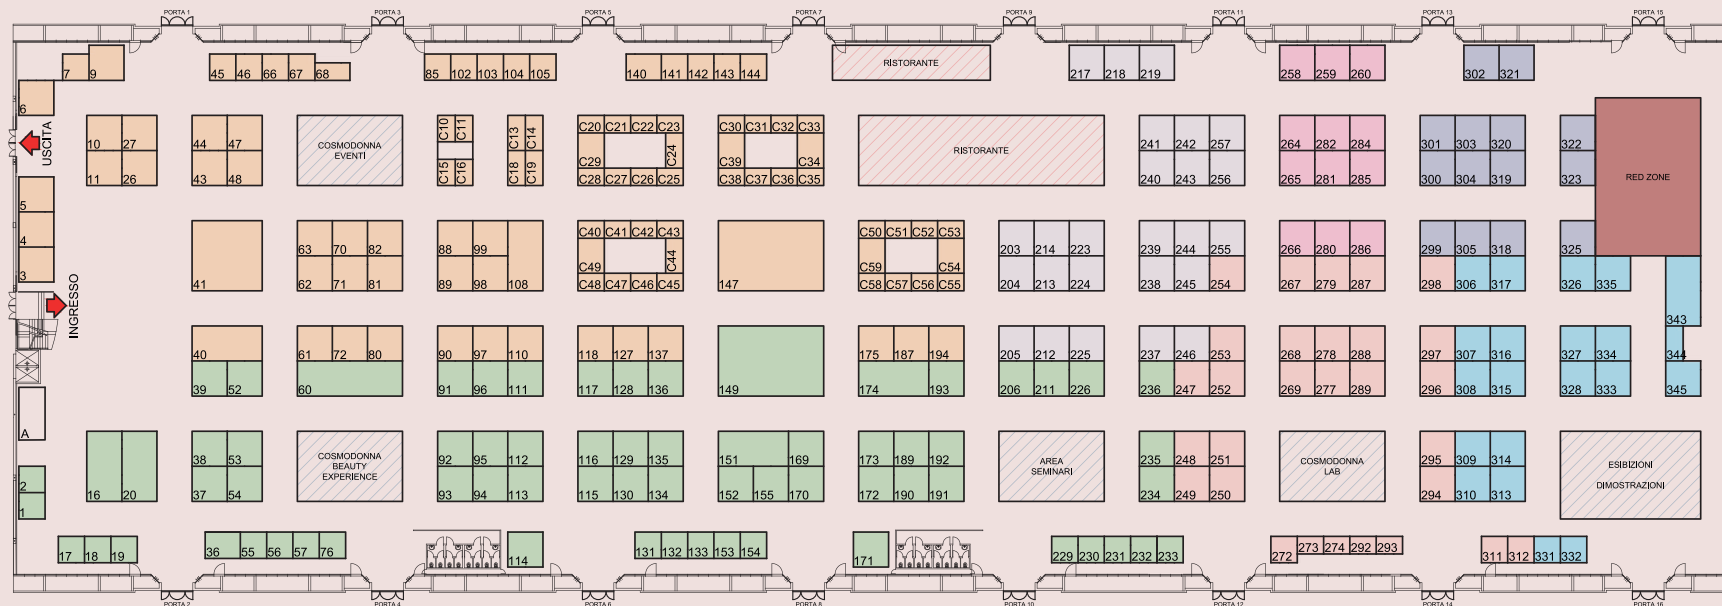 PORTA 1 PORTA 3 PORTA 5 PORTA 7 PORTA 9 PORTA 11 PORTA 13 PORTA 15
7 9 45 46 66 67 68 85 102 103 104 105 140 141 142 143 144 RISTORANTE 217 218 219 258 259 260 302 321
6
USCITA
10 27 44 47 COSMODONNA
EVENTI
C10 C11 C13 C14 C20 C21 C22 C23 C30 C31 C32 C33 RISTORANTE 241 242 257 264 282 284 301 303 320 322
C29 C24 C39 C34
11 26 43 48 C15 C16 C18 C19 C28 C27 C26 C25 C38 C37 C36 C35 240 243 256 265 281 285 300 304 319 323
RED ZONE
5
4
3
63 70 82 88 99 C40 C41 C42 C43 C50 C51 C52 C53 203 214 223 239 244 255 266 280 286 299 305 318 325
C49 C44 C59 C54
41 62 71 81 89 98 108 C48 C47 C46 C45 147 C58 C57 C56 C55 204 213 224 238 245 254 267 279 287 298 306 317 326 335
INGRESSO
343
40 61 72 80 90 97 110 118 127 137 175 187 194 205 212 225 237 246 253 268 278 288 297 307 316 327 334 344
39 52 60 91 96 111 117 128 136 149 174 193 206 211 226 236 247 252 269 277 289 296 308 315 328 333 345
A
38 53 COSMODONNA
BEAUTY
EXPERIENCE
92 95 112 116 129 135 151 169 173 189 192 AREA
SEMINARI
235 248 251 COSMODONNA
LAB
295 309 314 ESIBIZIONI
DIMOSTRAZIONI
2
16 20 37 54 93 94 113 115 130 134 152 155 170 172 190 191 234 249 250 294 310 313
1
17 18 19 36 55 56 57 76 114 131 132 133 153 154 171 229 230 231 232 233 272 273 274 292 293 311 312 331 332
PORTA 2 PORTA 4 PORTA 6 PORTA 8 PORTA 10 PORTA 12 PORTA 14 PORTA 16